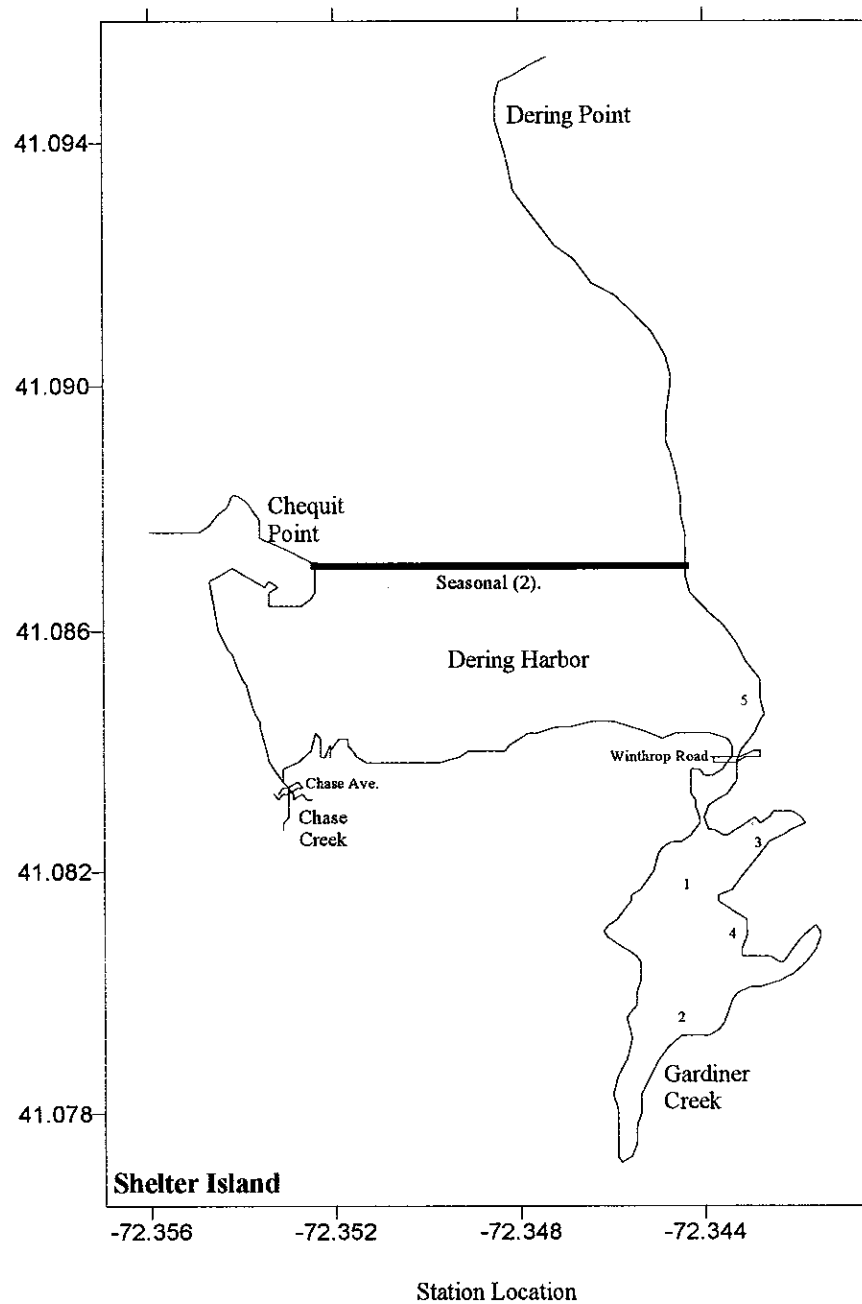 Dering Point
41.094
41.090
Chequit
Point
Seasonal (2).
41.086
Dering Harbor
5
Winthrop Road
Chase Ave.
Chase
Creek
3
41.082
1
4
2
Gardiner
Creek
41.078
Shelter Island
-72.356
-72.352
-72.348
-72.344
Station Location